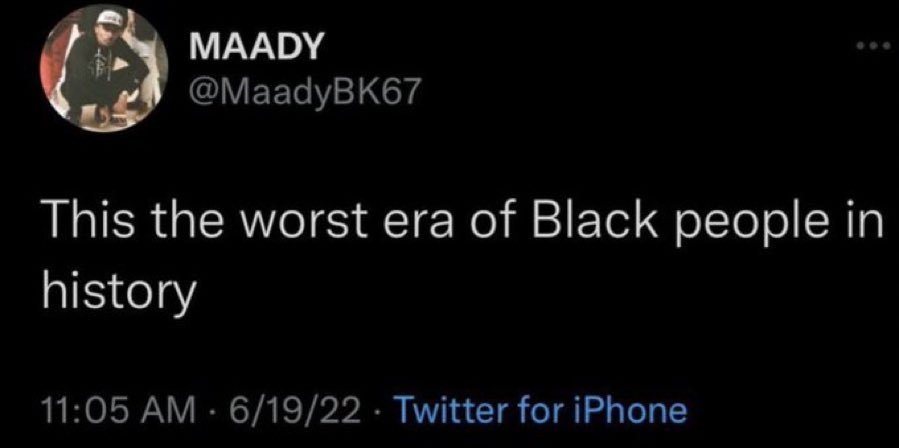 MAADY
@MaadyBK67
This the worst era of Black people in
history
11:05 AM · 6/19/22 · Twitter for iPhone